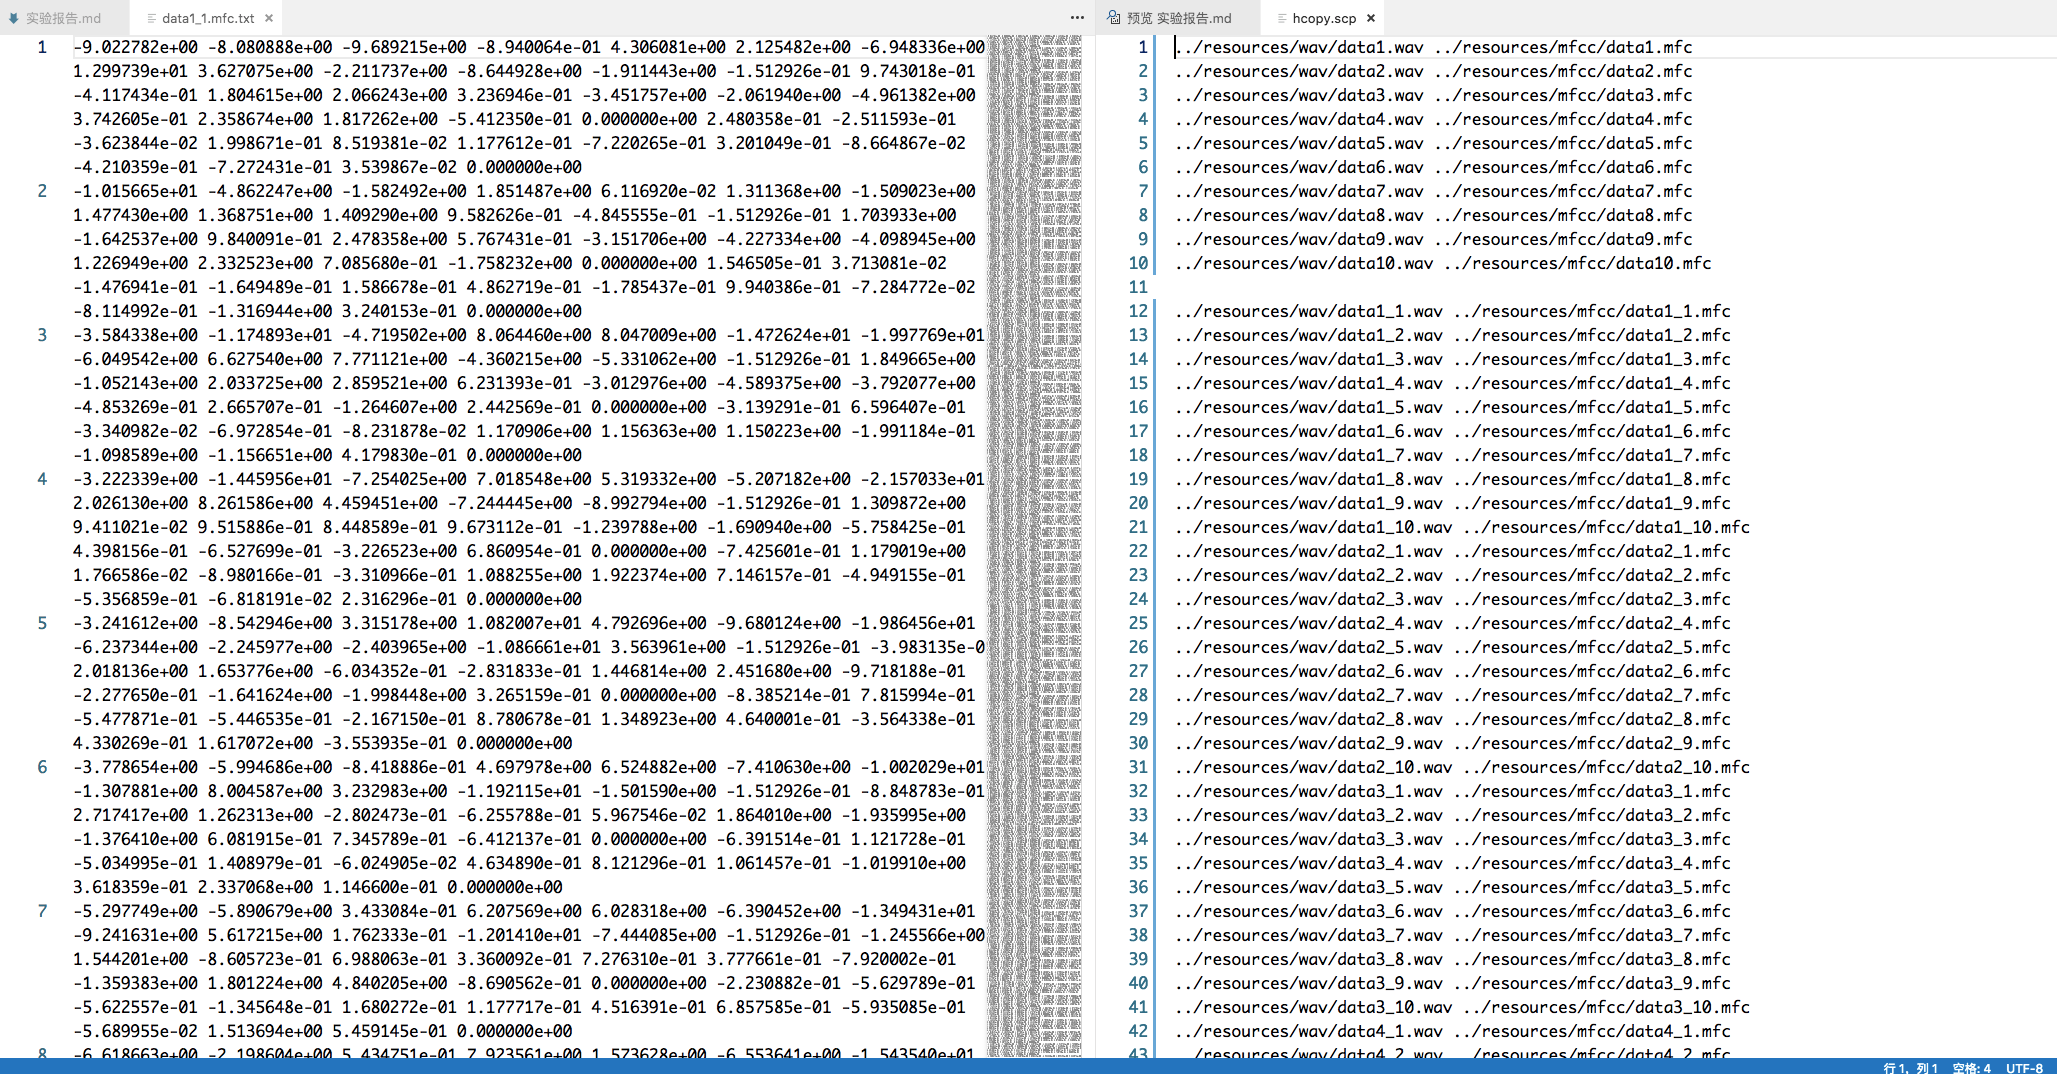 实验报告.md
data1_1.mfc.txt ×
...
预览 实验报告.md
hcopy.scp ×
1 -9.022782e+00 -8.080888e+00 -9.689215e+00 -8.940064e-01 4.306081e+00 2.125482e+00 -6.948336e+00
1.299739e+01 3.627075e+00 -2.211737e+00 -8.644928e+00 -1.911443e+00 -1.512926e-01 9.743018e-01
-4.117434e-01 1.804615e+00 2.066243e+00 3.236946e-01 -3.451757e+00 -2.061940e+00 -4.961382e+00
3.742605e-01 2.358674e+00 1.817262e+00 -5.412350e-01 0.000000e+00 2.480358e-01 -2.511593e-01
-3.623844e-02 1.998671e-01 8.519381e-02 1.177612e-01 -7.220265e-01 3.201049e-01 -8.664867e-02
-4.210359e-01 -7.272431e-01 3.539867e-02 0.000000e+00
2 -1.015665e+01 -4.862247e+00 -1.582492e+00 1.851487e+00 6.116920e-02 1.311368e+00 -1.509023e+00
1.477430e+00 1.368751e+00 1.409290e+00 9.582626e-01 -4.845555e-01 -1.512926e-01 1.703933e+00
-1.642537e+00 9.840091e-01 2.478358e+00 5.767431e-01 -3.151706e+00 -4.227334e+00 -4.098945e+00
1.226949e+00 2.332523e+00 7.085680e-01 -1.758232e+00 0.000000e+00 1.546505e-01 3.713081e-02
-1.476941e-01 -1.649489e-01 1.586678e-01 4.862719e-01 -1.785437e-01 9.940386e-01 -7.284772e-02
-8.114992e-01 -1.316944e+00 3.240153e-01 0.000000e+00
3 -3.584338e+00 -1.174893e+01 -4.719502e+00 8.064460e+00 8.047009e+00 -1.472624e+01 -1.997769e+01
-6.049542e+00 6.627540e+00 7.771121e+00 -4.360215e+00 -5.331062e+00 -1.512926e-01 1.849665e+00
-1.052143e+00 2.033725e+00 2.859521e+00 6.231393e-01 -3.012976e+00 -4.589375e+00 -3.792077e+00
-4.853269e-01 2.665707e-01 -1.264607e+00 2.442569e-01 0.000000e+00 -3.139291e-01 6.596407e-01
-3.340982e-02 -6.972854e-01 -8.231878e-02 1.170906e+00 1.156363e+00 1.150223e+00 -1.991184e-01
-1.098589e+00 -1.156651e+00 4.179830e-01 0.000000e+00
4 -3.222339e+00 -1.445956e+01 -7.254025e+00 7.018548e+00 5.319332e+00 -5.207182e+00 -2.157033e+01
2.026130e+00 8.261586e+00 4.459451e+00 -7.244445e+00 -8.992794e+00 -1.512926e-01 1.309872e+00
9.411021e-02 9.515886e-01 8.448589e-01 9.673112e-01 -1.239788e+00 -1.690940e+00 -5.758425e-01
4.398156e-01 -6.527699e-01 -3.226523e+00 6.860954e-01 0.000000e+00 -7.425601e-01 1.179019e+00
1.766586e-02 -8.980166e-01 -3.310966e-01 1.088255e+00 1.922374e+00 7.146157e-01 -4.949155e-01
-5.356859e-01 -6.818191e-02 2.316296e-01 0.000000e+00
5 -3.241612e+00 -8.542946e+00 3.315178e+00 1.082007e+01 4.792696e+00 -9.680124e+00 -1.986456e+01
-6.237344e+00 -2.245977e+00 -2.403965e+00 -1.086661e+01 3.563961e+00 -1.512926e-01 -3.983135e-0
2.018136e+00 1.653776e+00 -6.034352e-01 -2.831833e-01 1.446814e+00 2.451680e+00 -9.718188e-01
-2.277650e-01 -1.641624e+00 -1.998448e+00 3.265159e-01 0.000000e+00 -8.385214e-01 7.815994e-01
-5.477871e-01 -5.446535e-01 -2.167150e-01 8.780678e-01 1.348923e+00 4.640001e-01 -3.564338e-01
4.330269e-01 1.617072e+00 -3.553935e-01 0.000000e+00
6 -3.778654e+00 -5.994686e+00 -8.418886e-01 4.697978e+00 6.524882e+00 -7.410630e+00 -1.002029e+01
-1.307881e+00 8.004587e+00 3.232983e+00 -1.192115e+01 -1.501590e+00 -1.512926e-01 -8.848783e-01
2.717417e+00 1.262313e+00 -2.802473e-01 -6.255788e-01 5.967546e-02 1.864010e+00 -1.935995e+00
-1.376410e+00 6.081915e-01 7.345789e-01 -6.412137e-01 0.000000e+00 -6.391514e-01 1.121728e-01
-5.034995e-01 1.408979e-01 -6.024905e-02 4.634890e-01 8.121296e-01 1.061457e-01 -1.019910e+00
3.618359e-01 2.337068e+00 1.146600e-01 0.000000e+00
7 -5.297749e+00 -5.890679e+00 3.433084e-01 6.207569e+00 6.028318e+00 -6.390452e+00 -1.349431e+01
-9.241631e+00 5.617215e+00 1.762333e-01 -1.201410e+01 -7.444085e+00 -1.512926e-01 -1.245566e+00
1.544201e+00 -8.605723e-01 6.988063e-01 3.360092e-01 7.276310e-01 3.777661e-01 -7.920002e-01
-1.359383e+00 1.801224e+00 4.840205e+00 -8.690562e-01 0.000000e+00 -2.230882e-01 -5.629789e-01
-5.622557e-01 -1.345648e-01 1.680272e-01 1.177717e-01 4.516391e-01 6.857585e-01 -5.935085e-01
-5.689955e-02 1.513694e+00 5.459145e-01 0.000000e+00
8 -6.618663e+00 -2.198604e+00 5.434751e-01 7.923561e+00 1.573628e+00 -6.553641e+00 -1.543540e+01
1 ../resources/wav/data1.wav ../resources/mfcc/data1.mfc
2 ../resources/wav/data2.wav ../resources/mfcc/data2.mfc
3 ../resources/wav/data3.wav ../resources/mfcc/data3.mfc
4 ../resources/wav/data4.wav ../resources/mfcc/data4.mfc
5 ../resources/wav/data5.wav ../resources/mfcc/data5.mfc
6 ../resources/wav/data6.wav ../resources/mfcc/data6.mfc
7 ../resources/wav/data7.wav ../resources/mfcc/data7.mfc
8 ../resources/wav/data8.wav ../resources/mfcc/data8.mfc
9 ../resources/wav/data9.wav ../resources/mfcc/data9.mfc
10 ../resources/wav/data10.wav ../resources/mfcc/data10.mfc
11
12 ../resources/wav/data1_1.wav ../resources/mfcc/data1_1.mfc
13 ../resources/wav/data1_2.wav ../resources/mfcc/data1_2.mfc
14 ../resources/wav/data1_3.wav ../resources/mfcc/data1_3.mfc
15 ../resources/wav/data1_4.wav ../resources/mfcc/data1_4.mfc
16 ../resources/wav/data1_5.wav ../resources/mfcc/data1_5.mfc
17 ../resources/wav/data1_6.wav ../resources/mfcc/data1_6.mfc
18 ../resources/wav/data1_7.wav ../resources/mfcc/data1_7.mfc
19 ../resources/wav/data1_8.wav ../resources/mfcc/data1_8.mfc
20 ../resources/wav/data1_9.wav ../resources/mfcc/data1_9.mfc
21 ../resources/wav/data1_10.wav ../resources/mfcc/data1_10.mfc
22 ../resources/wav/data2_1.wav ../resources/mfcc/data2_1.mfc
23 ../resources/wav/data2_2.wav ../resources/mfcc/data2_2.mfc
24 ../resources/wav/data2_3.wav ../resources/mfcc/data2_3.mfc
25 ../resources/wav/data2_4.wav ../resources/mfcc/data2_4.mfc
26 ../resources/wav/data2_5.wav ../resources/mfcc/data2_5.mfc
27 ../resources/wav/data2_6.wav ../resources/mfcc/data2_6.mfc
28 ../resources/wav/data2_7.wav ../resources/mfcc/data2_7.mfc
29 ../resources/wav/data2_8.wav ../resources/mfcc/data2_8.mfc
30 ../resources/wav/data2_9.wav ../resources/mfcc/data2_9.mfc
31 ../resources/wav/data2_10.wav ../resources/mfcc/data2_10.mfc
32 ../resources/wav/data3_1.wav ../resources/mfcc/data3_1.mfc
33 ../resources/wav/data3_2.wav ../resources/mfcc/data3_2.mfc
34 ../resources/wav/data3_3.wav ../resources/mfcc/data3_3.mfc
35 ../resources/wav/data3_4.wav ../resources/mfcc/data3_4.mfc
36 ../resources/wav/data3_5.wav ../resources/mfcc/data3_5.mfc
37 ../resources/wav/data3_6.wav ../resources/mfcc/data3_6.mfc
38 ../resources/wav/data3_7.wav ../resources/mfcc/data3_7.mfc
39 ../resources/wav/data3_8.wav ../resources/mfcc/data3_8.mfc
40 ../resources/wav/data3_9.wav ../resources/mfcc/data3_9.mfc
41 ../resources/wav/data3_10.wav ../resources/mfcc/data3_10.mfc
42 ../resources/wav/data4_1.wav ../resources/mfcc/data4_1.mfc
43 ../resources/wav/data4_2.wav ../resources/mfcc/data4_2.mfc
行 1，列 1 空格: 4 UTF-8